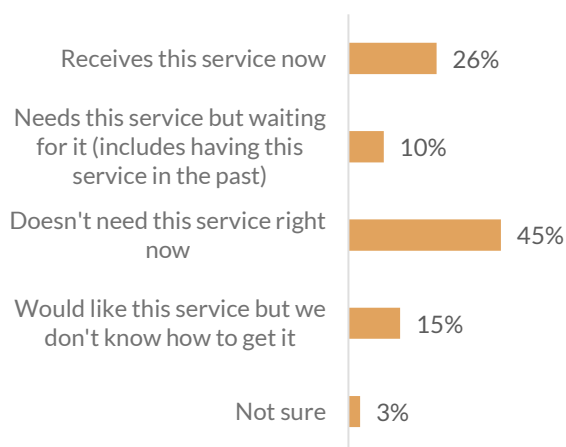 Receives this service now
26%
Needs this service but waiting
for it (includes having this
service in the past)
10%
Doesn't need this service right
now
45%
Would like this service but we
don't know how to get it
15%
Not sure
3%